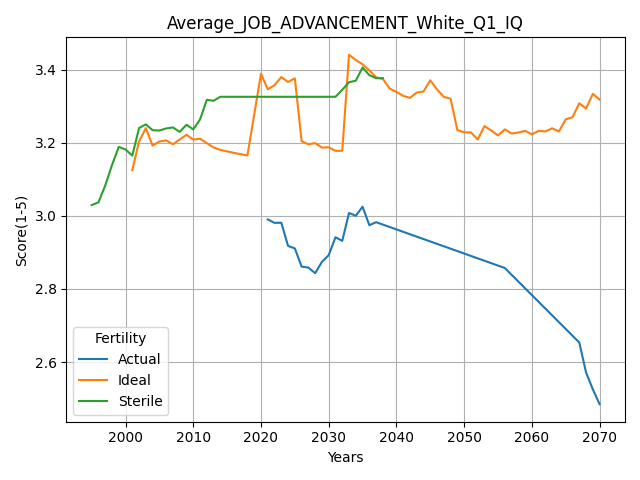 Average_JOB_ADVANCEMENT_White_Q1_IQ
Score(1-5)
3.4
3.2
3.0
2.8
2.6
Fertility
Actual
Ideal
Sterile
2000 2010 2020 2030 2040 2050 2060 2070
Years